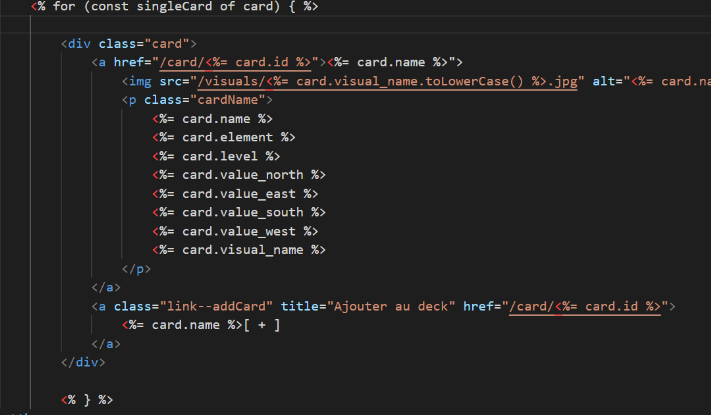 <% for (const singleCard of card) { %>
<div class="card">
<a href="/card/<%= card.id %>"><%= card.name %>">
<img src="/visuals/<%= card.visual_name.toLowerCase() %>.jpg" alt="<%= card.na
<p class="cardName">
<%= card.name %>
<%= card.element %>
<%= card.level %>
<%= card.value_north %>
<%= card.value_east %>
<%= card.value_south %>
<%= card.value_west %>
<%= card.visual_name %>
</p>
</a>
<a class="link--addCard" title="Ajouter au deck" href="/card/<%= card.id %>">
<%= card.name %>[ + ]
</a>
</div>
<% } %>